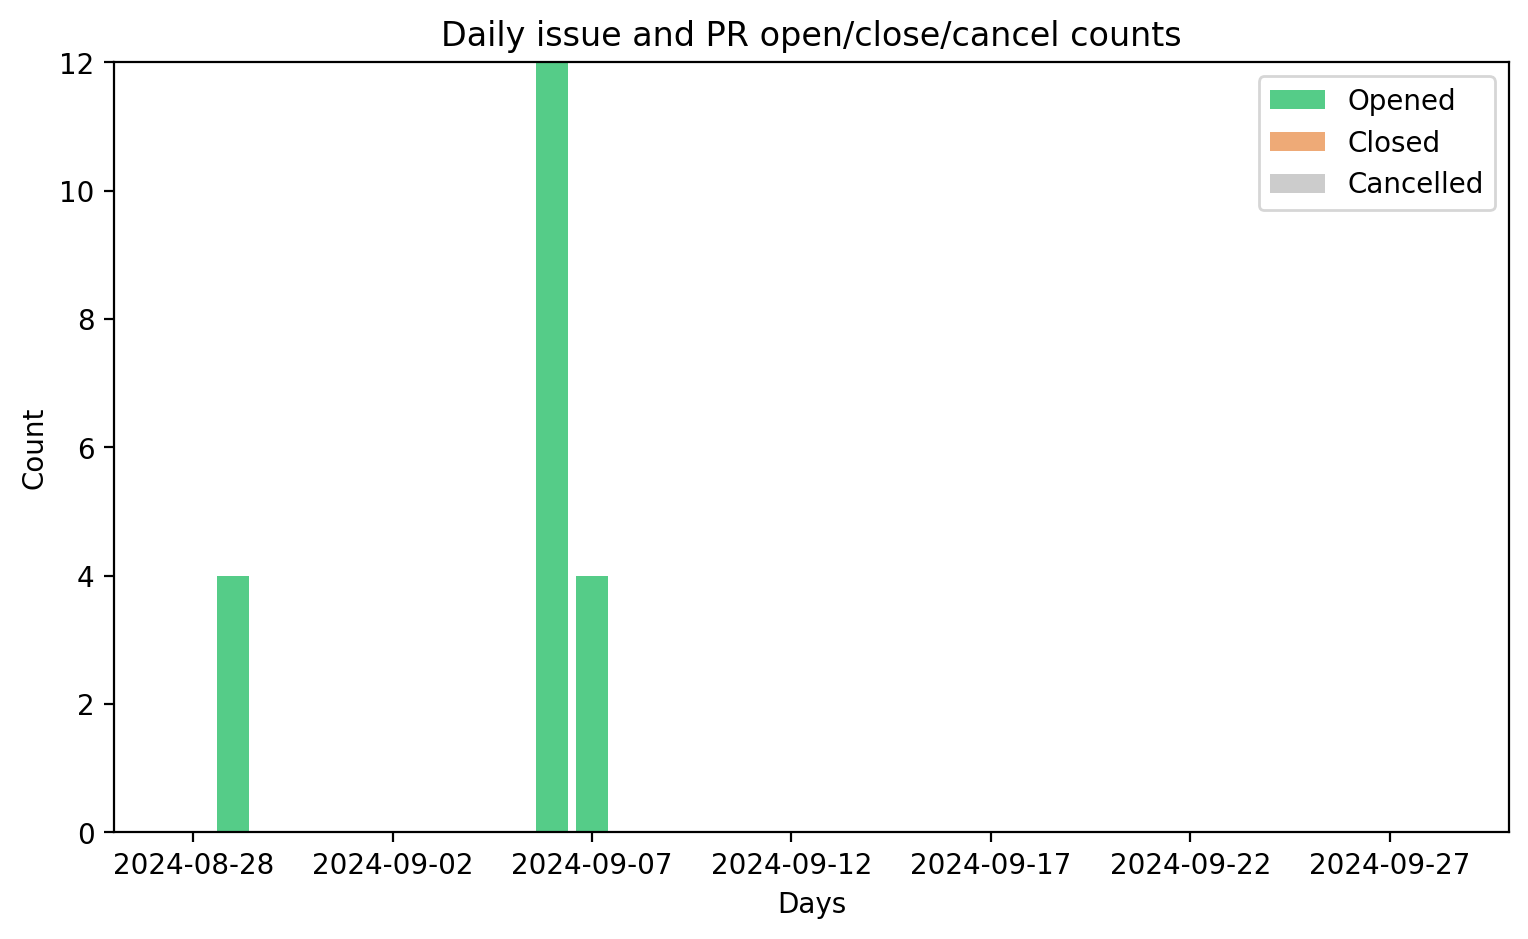 Daily issue and PR open/close/cancel counts
12
10
8
6
4
2
0
Count
Opened
Closed
Cancelled
2024-08-28 2024-09-02 2024-09-07 2024-09-12 2024-09-17 2024-09-22 2024-09-27
Days